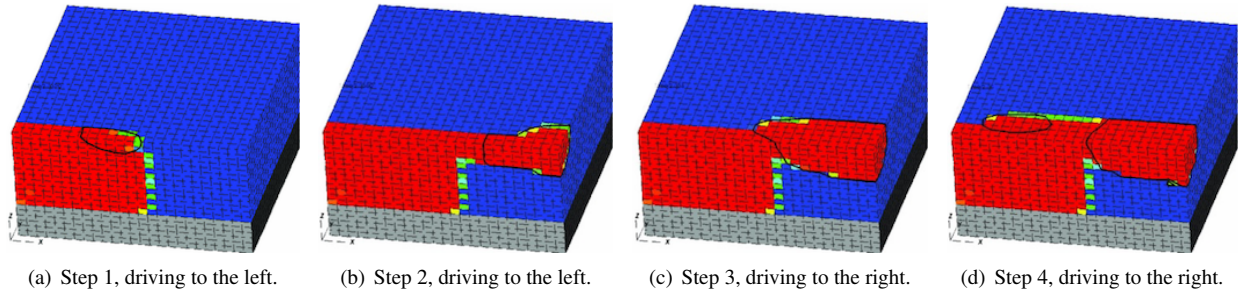 z x z x z x z x
(a) Step 1, driving to the left. (b) Step 2, driving to the left. (c) Step 3, driving to the right. (d) Step 4, driving to the right.